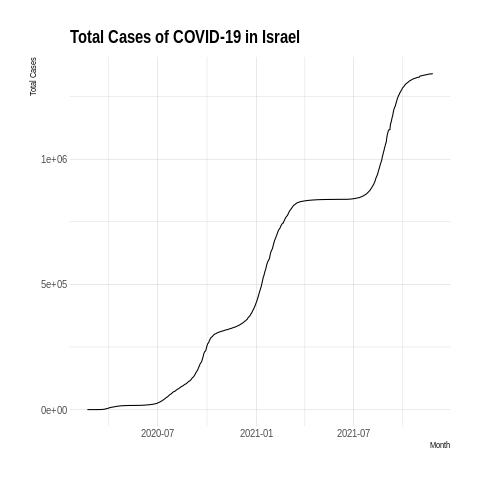 Total Cases of COVID-19 in Israel
Total Cases
1e+06
5e+05
0e+00
2020-07 2021-01 2021-07
Month